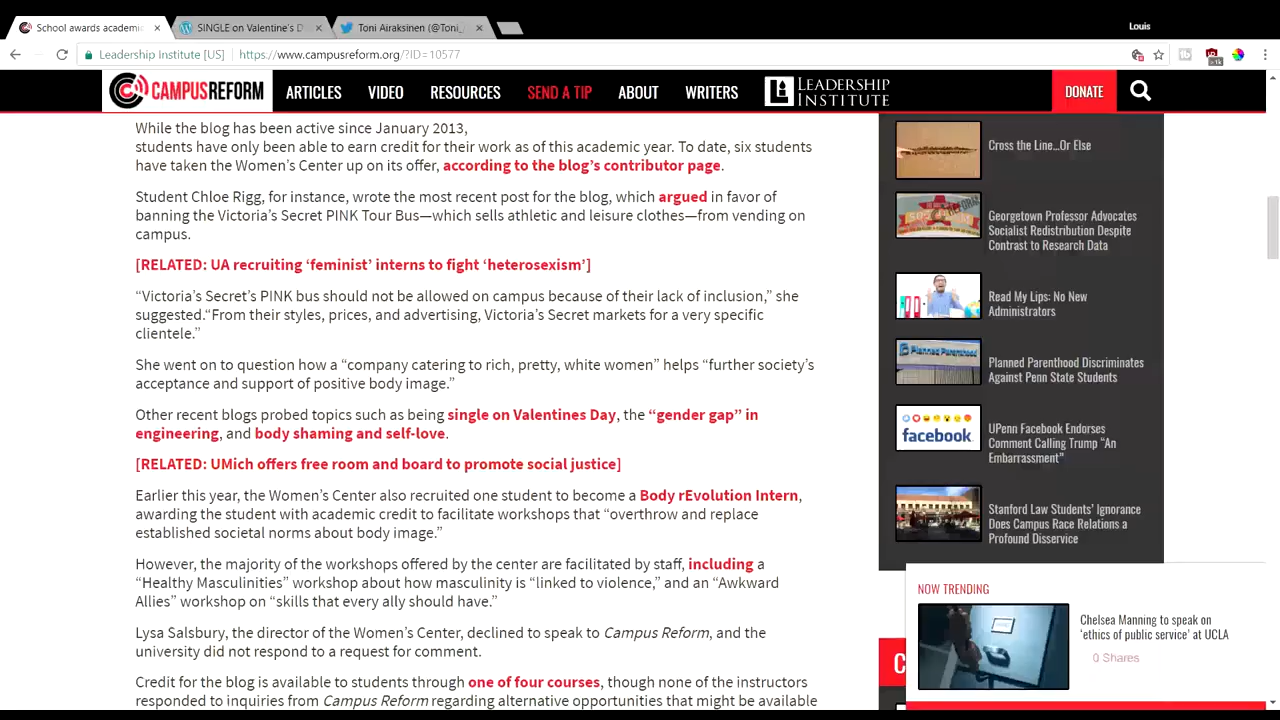 School awards academi
SINGLE on Valentine's D
Toni Airaksinen (@Toni_
Louis
Leadership Institute [US]
https://www.campusreform.org/?ID=10577
CAMPUSREFORM
ARTICLES
VIDEO
RESOURCES
SEND A TIP
ABOUT
WRITERS
LEADERSHIP
INSTITUTE
DONATE
While the blog has been active since January 2013,
students have only been able to earn credit for their work as of this academic year. To date, six students
have taken the Women's Center up on its offer, according to the blog's contributor page.
Student Chloe Rigg, for instance, wrote the most recent post for the blog, which argued in favor of
banning the Victoria's Secret PINK Tour Bus—which sells athletic and leisure clothes—from vending on
campus.
[RELATED: UA recruiting 'feminist' interns to fight 'heterosexism']
“Victoria's Secret's PINK bus should not be allowed on campus because of their lack of inclusion,” she
suggested.“From their styles, prices, and advertising, Victoria's Secret markets for a very specific
clientele.”
She went on to question how a “company catering to rich, pretty, white women” helps “further society's
acceptance and support of positive body image.”
Other recent blogs probed topics such as being single on Valentines Day, the “gender gap” in
engineering, and body shaming and self-love.
[RELATED: UMich offers free room and board to promote social justice]
Earlier this year, the Women's Center also recruited one student to become a Body rEvolution Intern,
awarding the student with academic credit to facilitate workshops that “overthrow and replace
established societal norms about body image.”
However, the majority of the workshops offered by the center are facilitated by staff, including a
“Healthy Masculinities” workshop about how masculinity is “linked to violence,” and an “Awkward
Allies” workshop on “skills that every ally should have.”
Lysa Salsbury, the director of the Women's Center, declined to speak to Campus Reform, and the
university did not respond to a request for comment.
Credit for the blog is available to students through one of four courses, though none of the instructors
responded to inquiries from Campus Reform regarding alternative opportunities that might be available
Cross the Line...Or Else
Georgetown Professor Advocates
Socialist Redistribution Despite
Contrast to Research Data
Read My Lips: No New
Administrators
Planned Parenthood
Planned Parenthood Discriminates
Against Penn State Students
facebook
UPenn Facebook Endorses
Comment Calling Trump “An
Embarrassment”
Stanford Law Students' Ignorance
Does Campus Race Relations a
Profound Disservice
NOW TRENDING
Chelsea Manning to speak on
'ethics of public service' at UCLA
0 Shares